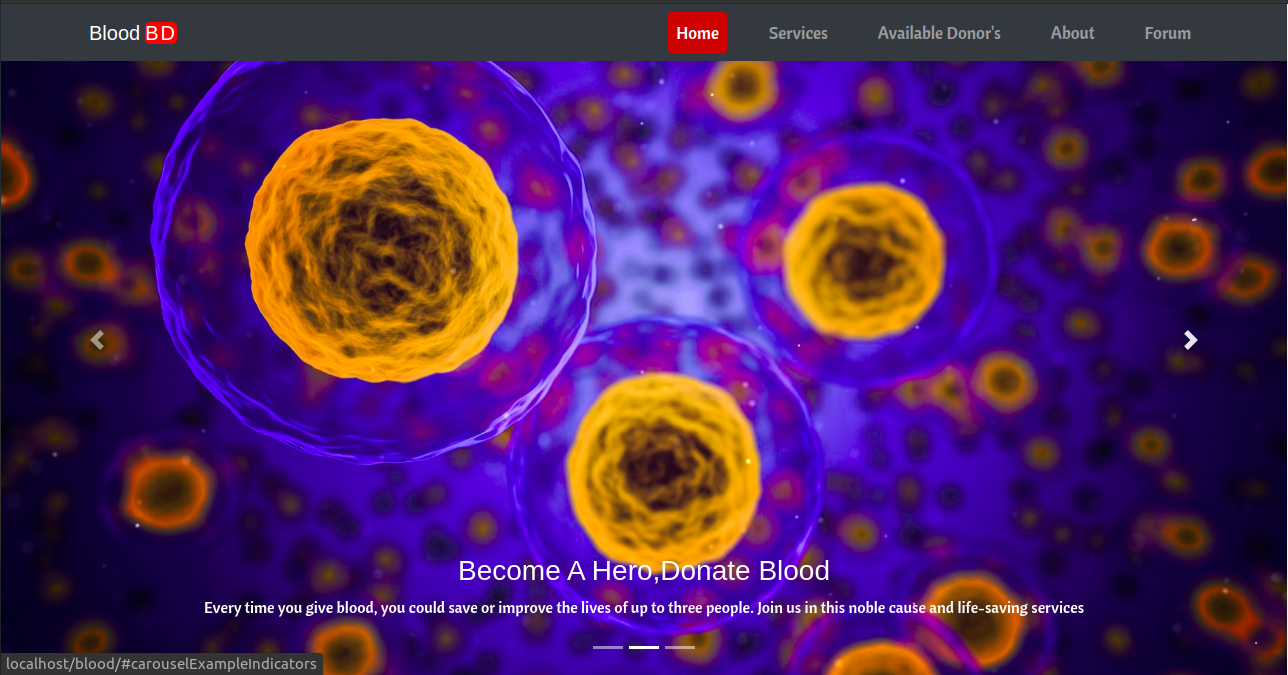 Blood BD
Home Services Available Donor's About Forum
Become A Hero,Donate Blood
Every time you give blood, you could save or improve the lives of up to three people. Join us in this noble cause and life-saving services
localhost/blood/#carouselExampleIndicators